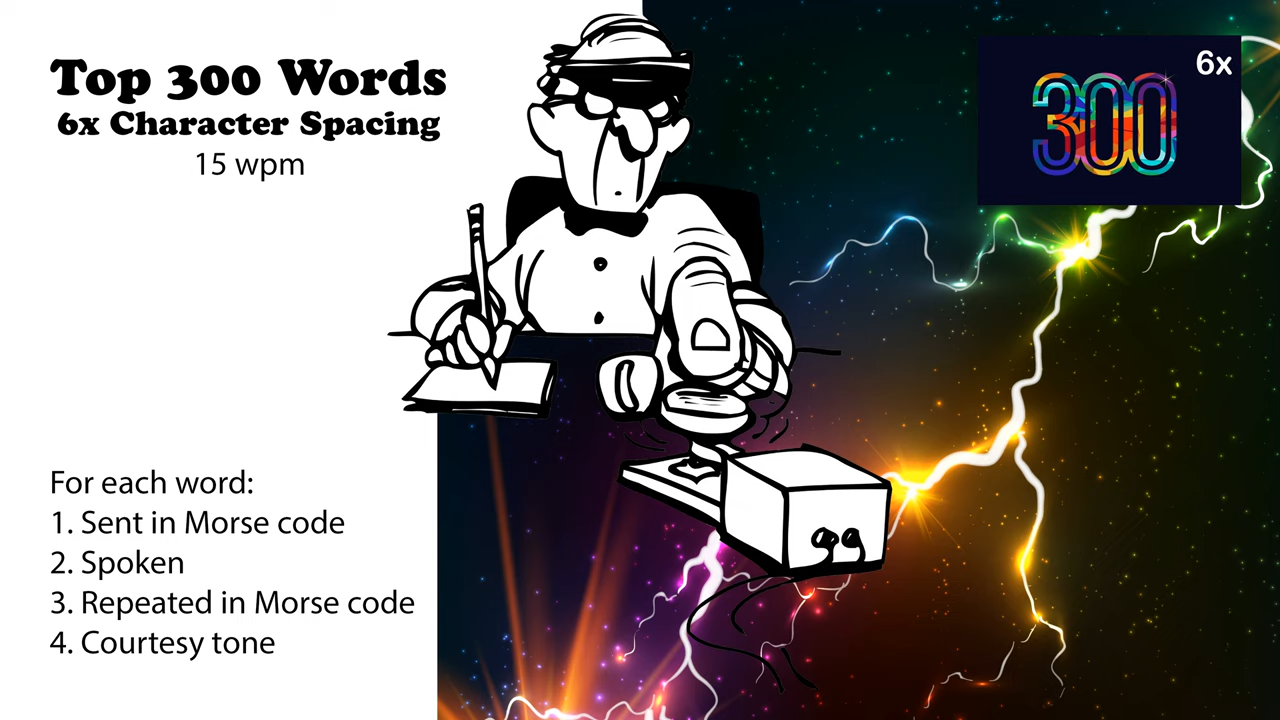 Top 300 Words
6x Character Spacing
15 wpm
6x
300
For each word:
1. Sent in Morse code
2. Spoken
3. Repeated in Morse code
4. Courtesy tone